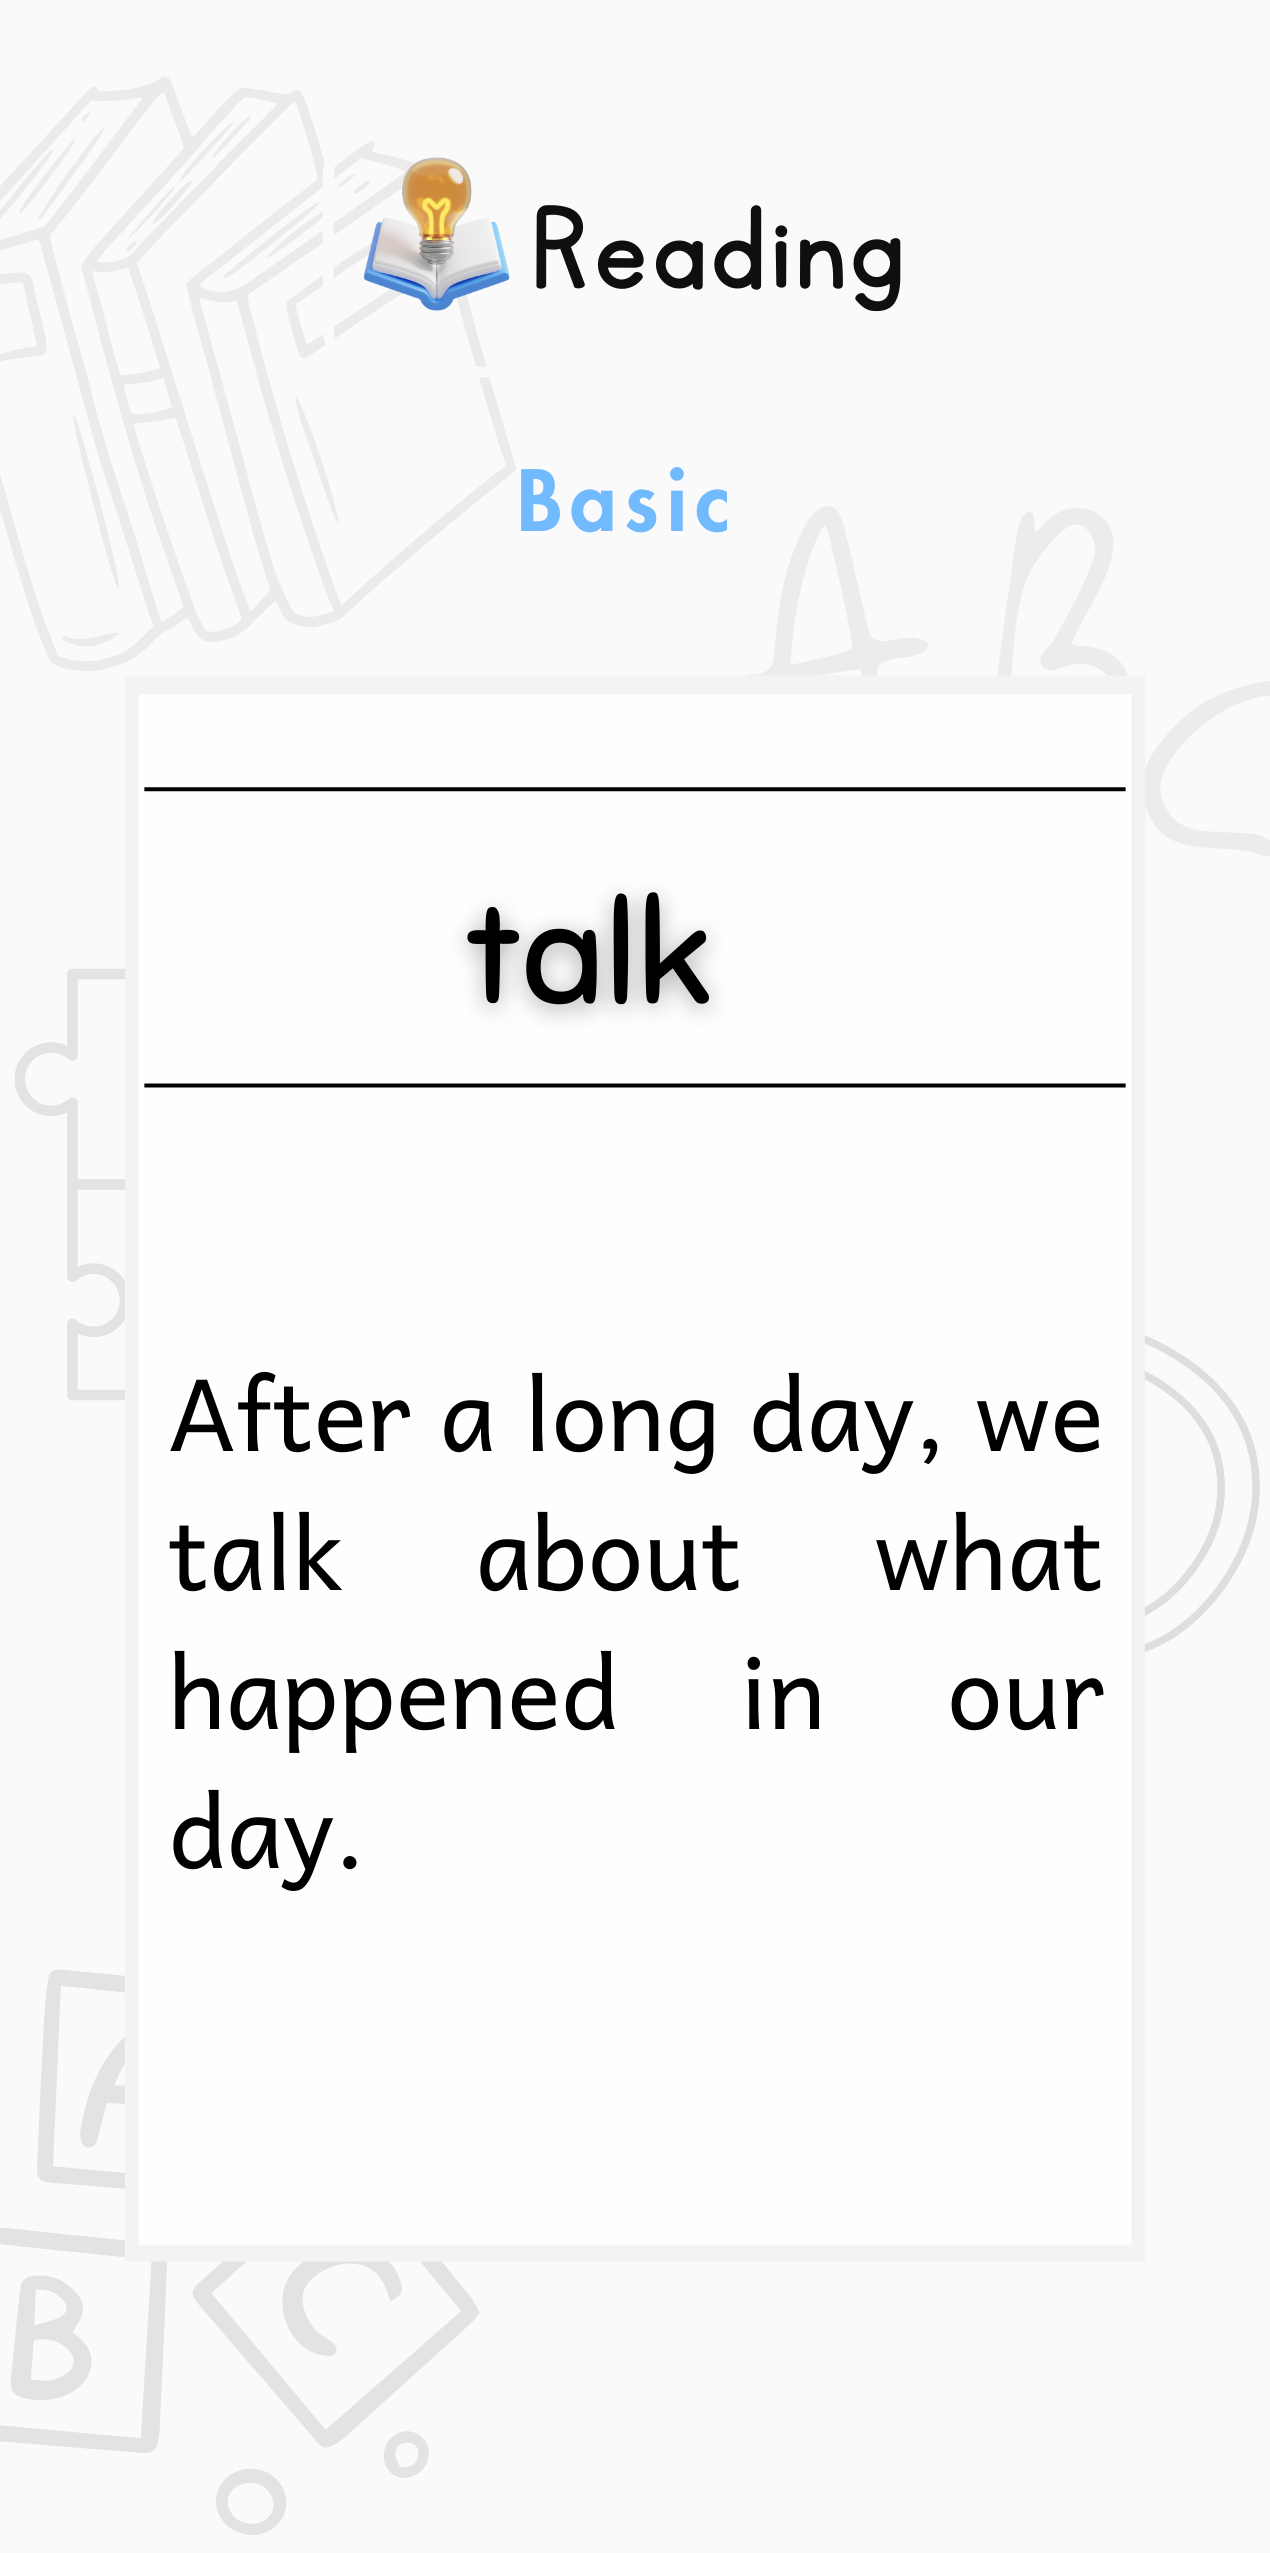 Reading
Basic
A B
talk
After a long day, we
talk about what
happened in our
day.
A
B C